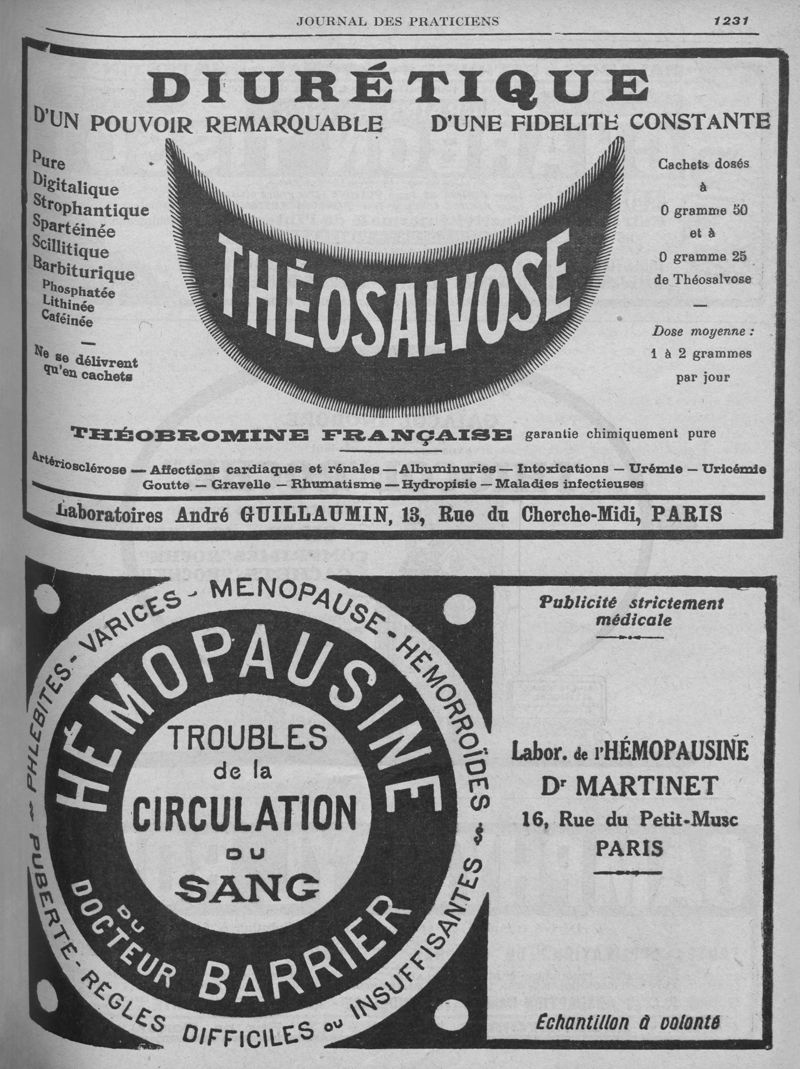 JOURNAL DES PRATICIENS
1231
DIURÉTIQUE
D'UN POUVOIR REMARQUABLE
D'UNE FIDELITE CONSTANTE
Pure
Digitalique
Strophantique
Spartéinée
Scillitique
Barbiturique
Phosphatée
Lithinée
Caféinée
Ne se délivrent
qu'en cachets
THÉOSALVOSE
Cachets dosés
à
0 gramme 50
et à
0 gramme 25
de Théosalvose
Dose moyenne :
1 à 2 grammes
par jour
THÉOBROMINE FRANÇAISE garantie chimiquement pure
Artériosclérose — Affections cardiaques et rénales — Albuminuries — Intoxications — Urémie — Uricémie
Goutte — Gravelle — Rhumatisme — Hydropisie — Maladies infectieuses
Laboratoires André GUILLAUMIN, 13, Rue du Cherche-Midi, PARIS
PUBERTÉ - RÈGLES DIFFICILES OU INSUFFISANTES
PHLÉBITES - VARICES - MENOPAUSE - HÉMORROÏDES
HÉMOPAUSINE
TROUBLES
de la
CIRCULATION
DU
SANG
DU
DOCTEUR BARRIER
Publicité strictement
médicale
Labor. de l'HÉMOPAUSINE
Dr MARTINET
16, Rue du Petit-Musc
PARIS
Echantillon à volonté